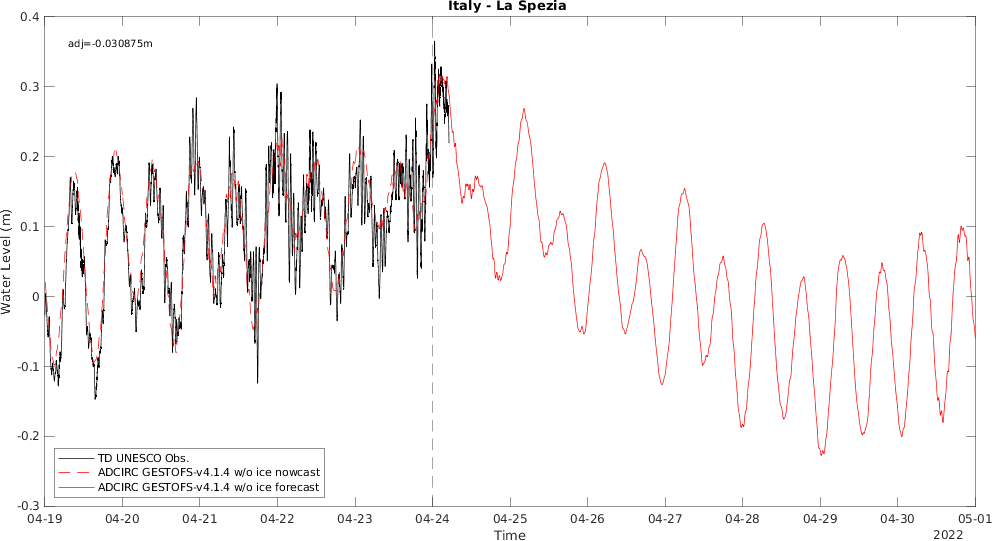 Italy - La Spezia
adj=-0.030875m
0.4
0.3
0.2
0.1
0
-0.1
-0.2
-0.3
Water Level (m)
TD UNESCO Obs.
ADCIRC GESTOFS-v4.1.4 w/o ice nowcast
ADCIRC GESTOFS-v4.1.4 w/o ice forecast
04-19 04-20 04-21 04-22 04-23 04-24 04-25 04-26 04-27 04-28 04-29 04-30 05-01
Time
2022